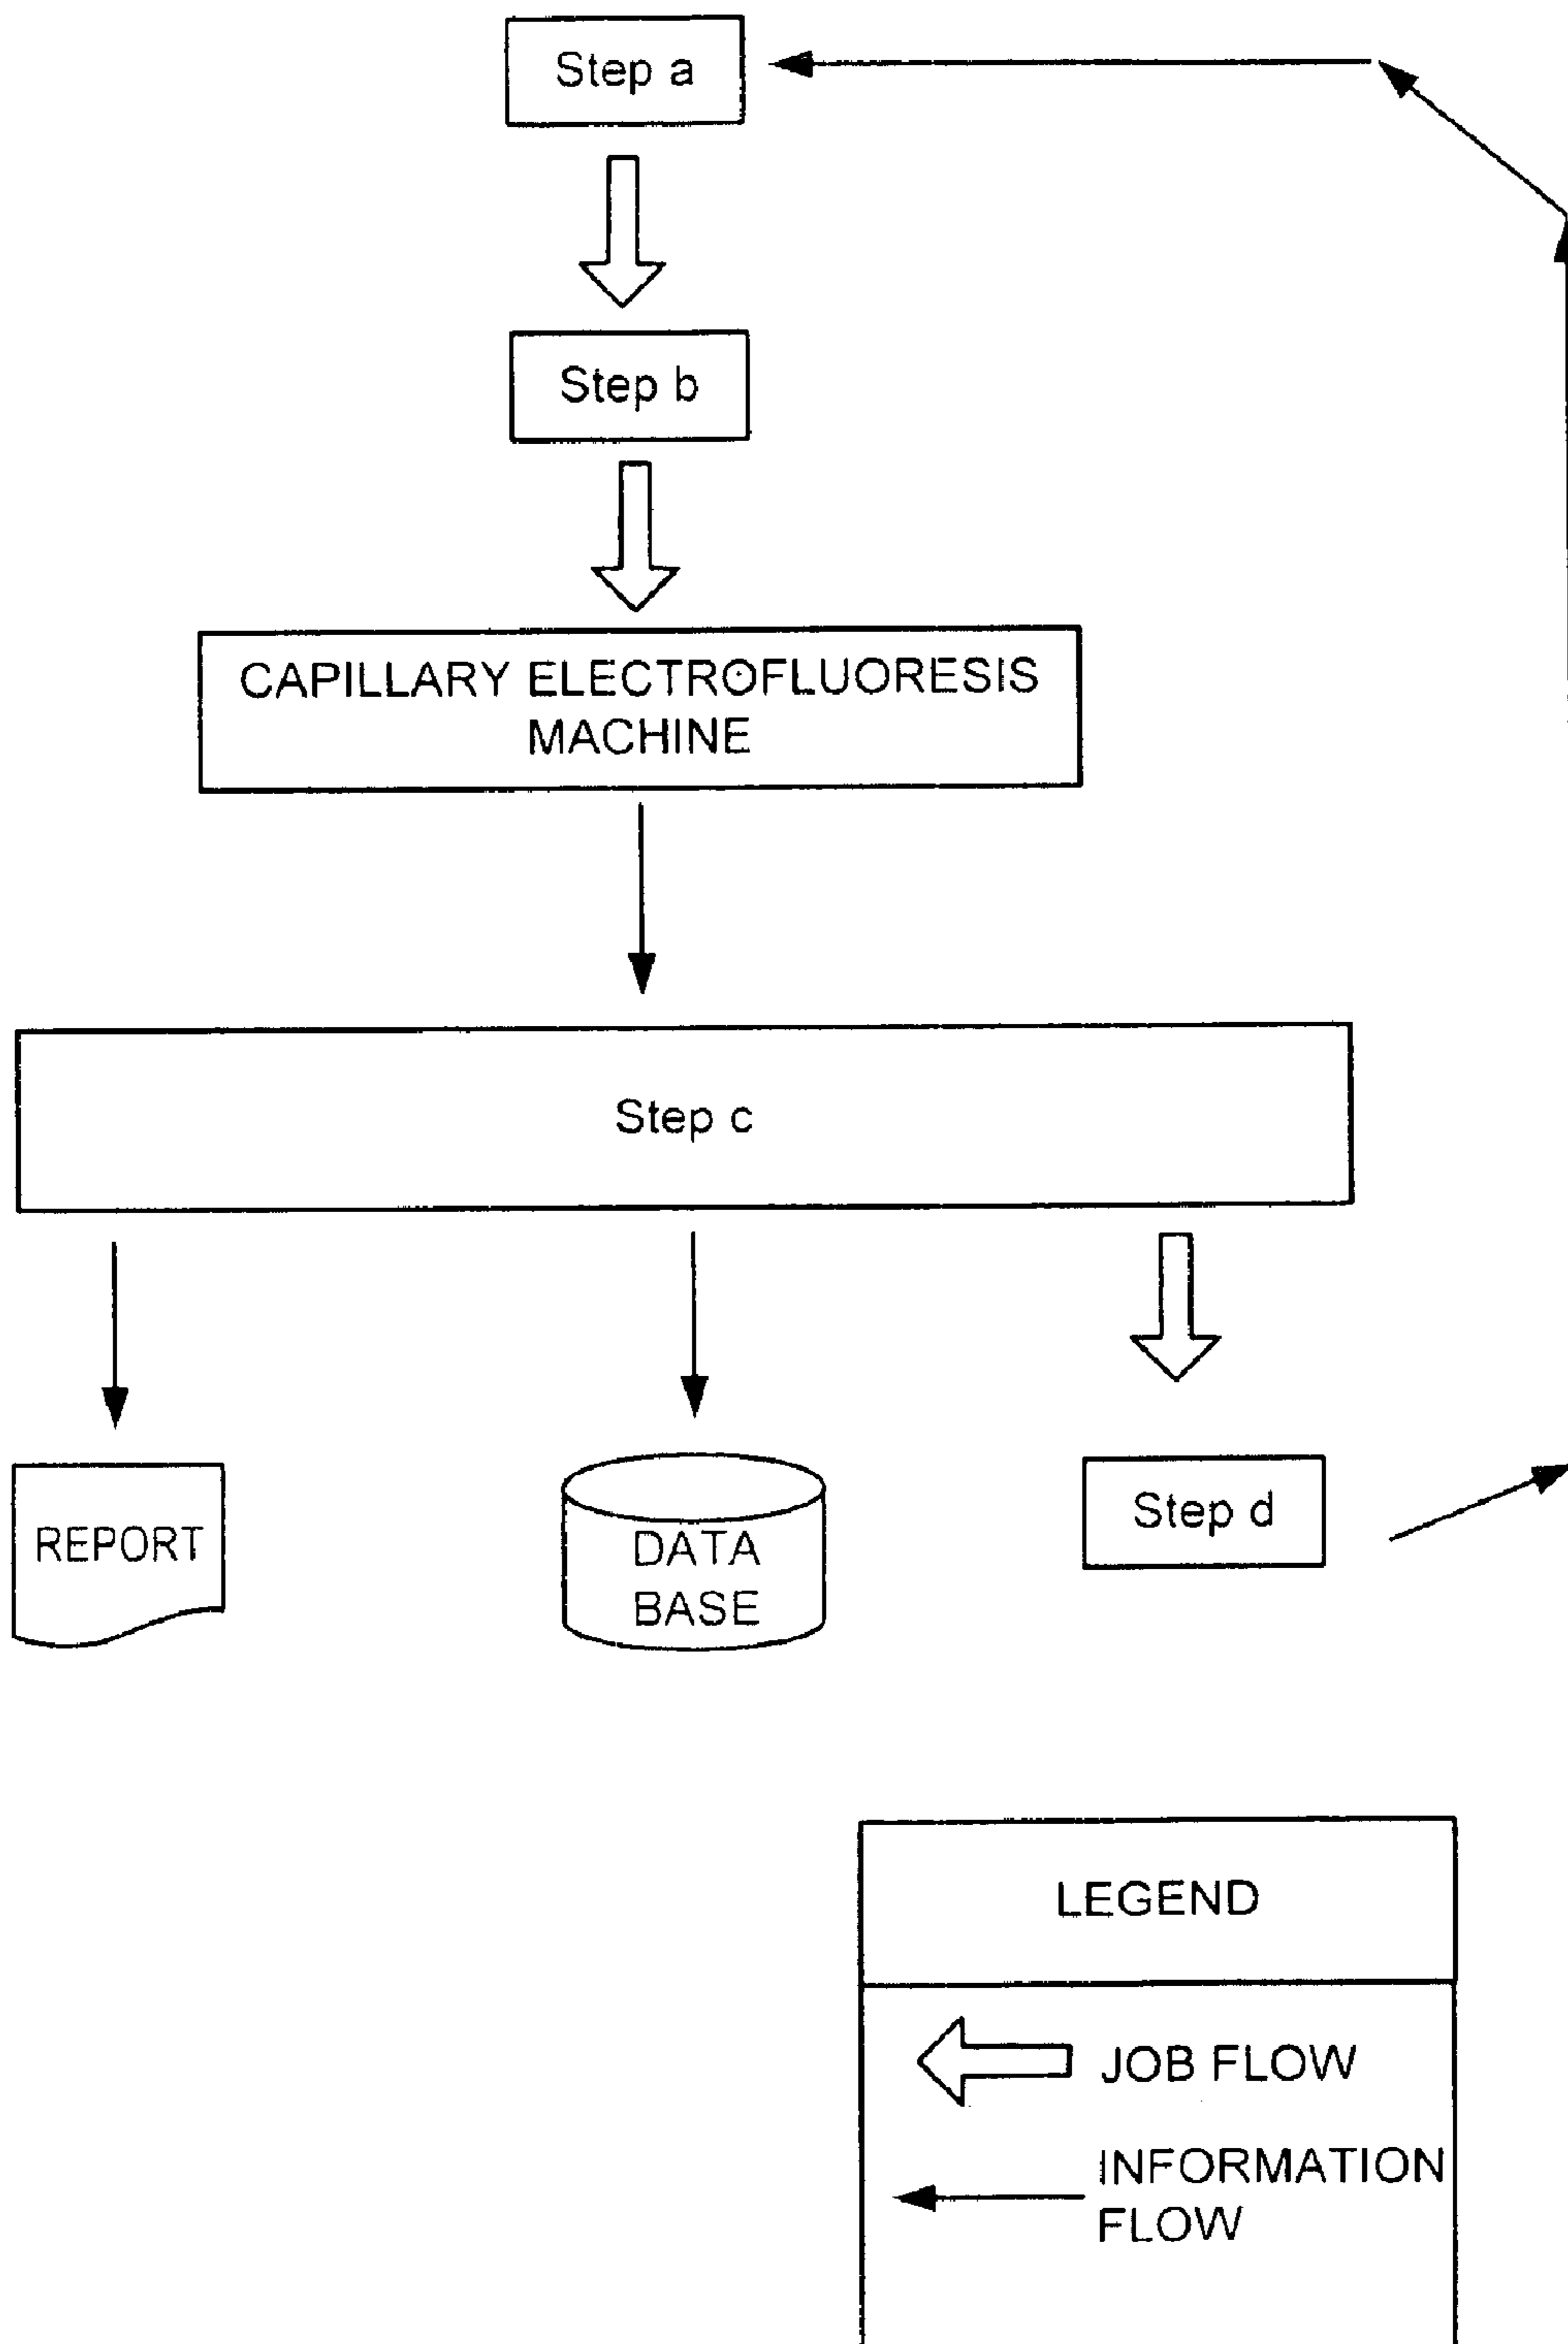 Step a
Step b
CAPILLARY ELECTROFLUORESIS
MACHINE
Step c
REPORT
DATA
BASE
Step d
LEGEND
JOB FLOW
INFORMATION
FLOW